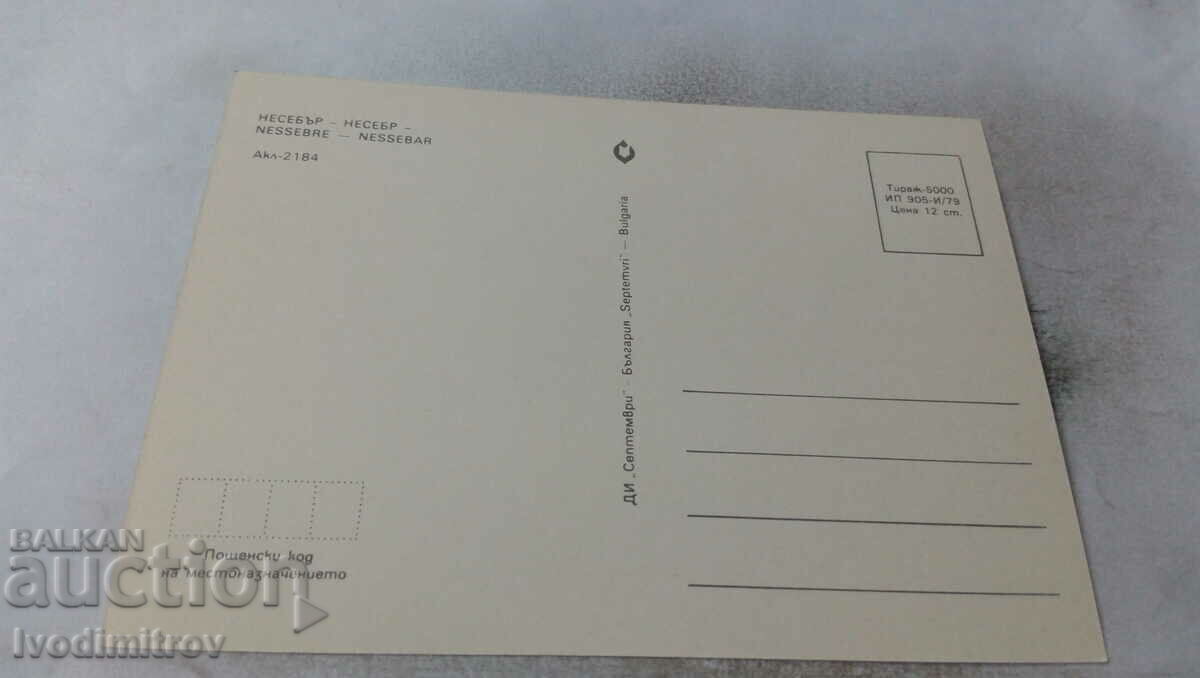 НЕСЕБЪР – НЕСЕБР –
NESSEBRE — NESSEBAR
Акл-2184
ДИ „Септември" - България „Septemvri" – Bulgaria
Тираж-5000
ИП 905-И/79
Цена 12 ст.
Пощенски код
на местоназначението
BALKAN
auction
Ivodimitrov